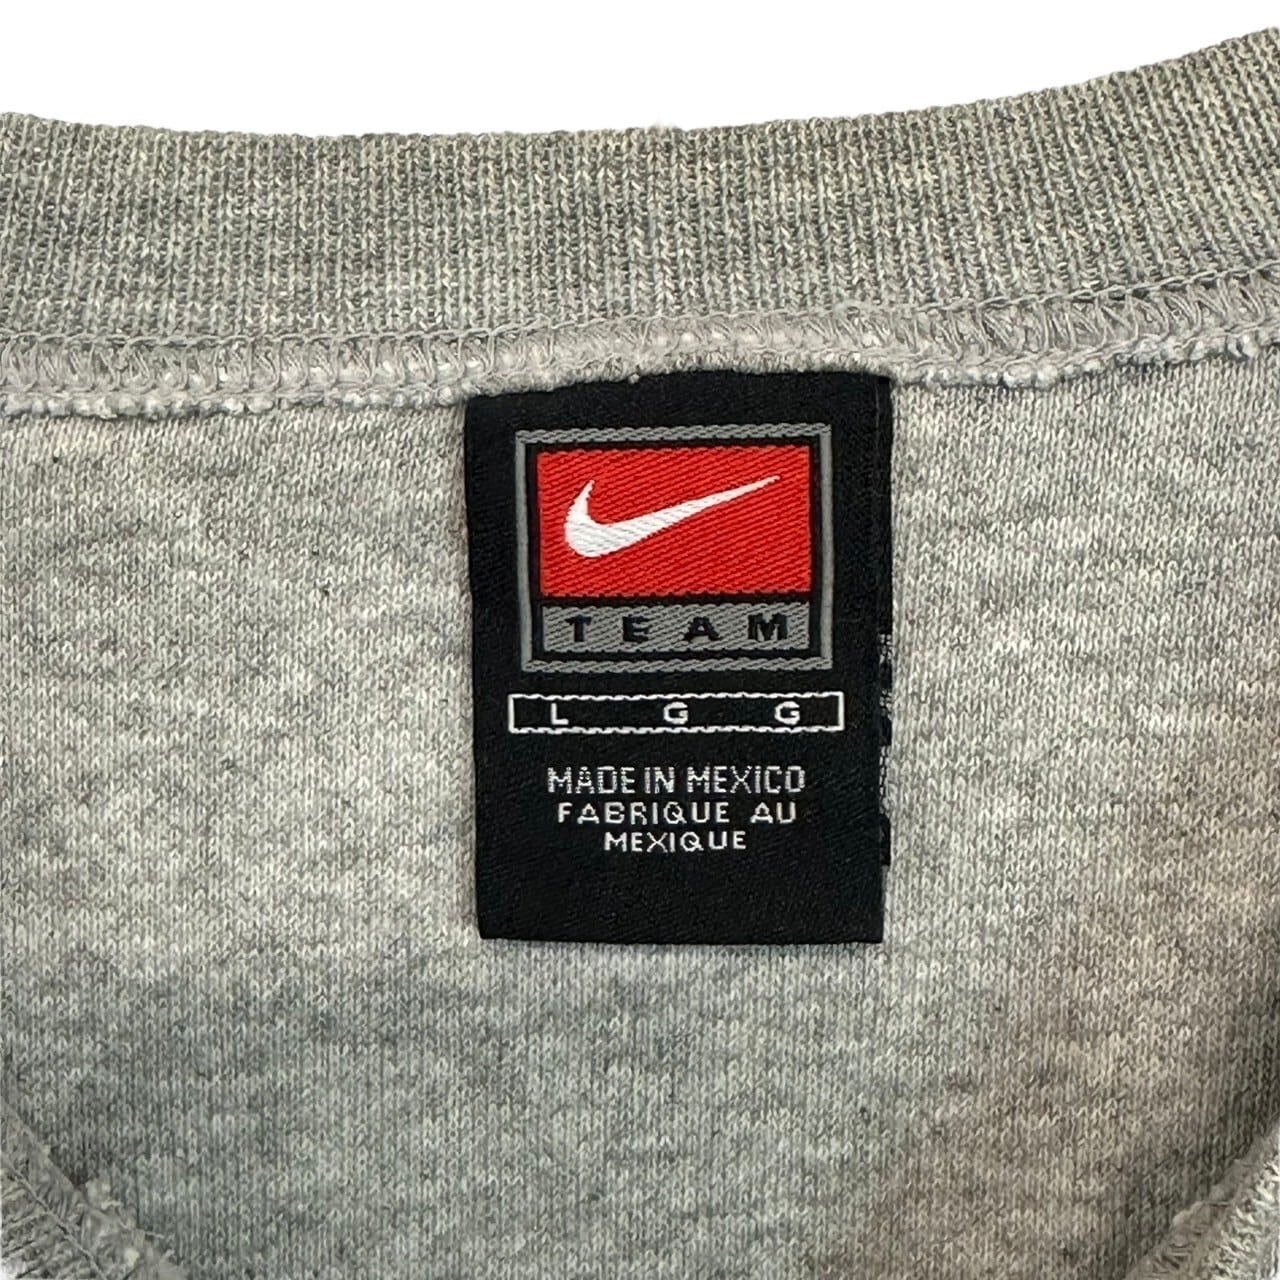 TEAM
L G G
MADE IN MEXICO
FABRIQUE AU
MEXIQUE